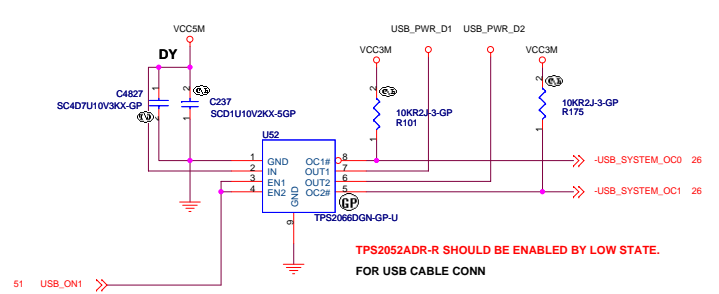 VCC5M
USB_PWR_D1
USB_PWR_D2
DY
VCC3M
VCC3M
C4827
SC4D7U10V3KX-GP
1
2
2
1
C237
SCD1U10V2KX-5GP
2
1
10KR2J-3-GP
R101
2
1
10KR2J-3-GP
R175
U52
1 GND OC1# 8
2 IN OUT1 7
3 EN1 OUT2 6
4 EN2 OC2# 5
GND
9
GP
TPS2066DGN-GP-U
-USB_SYSTEM_OC0 26
-USB_SYSTEM_OC1 26
TPS2052ADR-R SHOULD BE ENABLED BY LOW STATE.
FOR USB CABLE CONN
51 USB_ON1